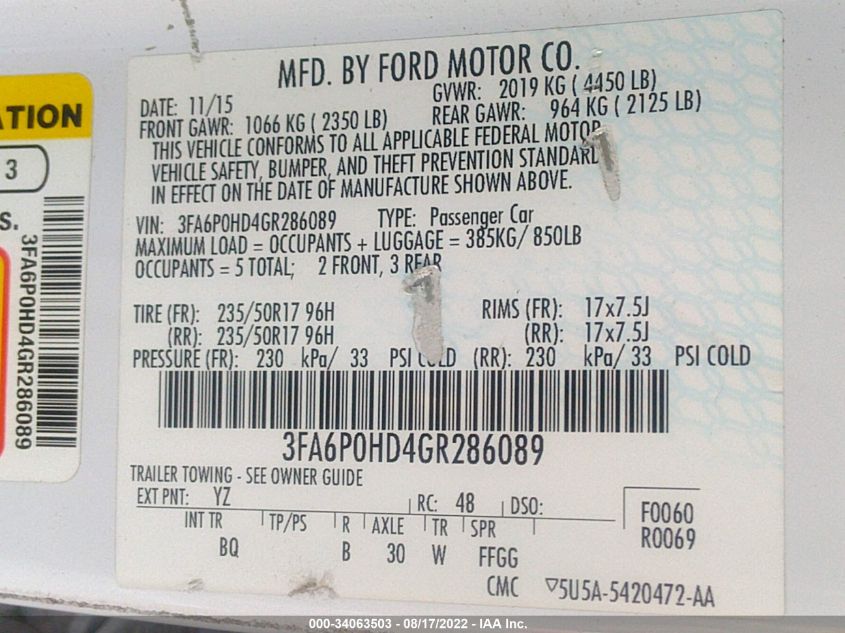 MFD. BY FORD MOTOR CO.
DATE: 11/15 GVWR: 2019 KG ( 4450 LB)
FRONT GAWR: 1066 KG ( 2350 LB) REAR GAWR: 964 KG ( 2125 LB)
THIS VEHICLE CONFORMS TO ALL APPLICABLE FEDERAL MOTOR
VEHICLE SAFETY, BUMPER, AND THEFT PREVENTION STANDARD
IN EFFECT ON THE DATE OF MANUFACTURE SHOWN ABOVE.
VIN: 3FA6P0HD4GR286089 TYPE: Passenger Car
MAXIMUM LOAD = OCCUPANTS + LUGGAGE = 385KG/ 850LB
OCCUPANTS = 5 TOTAL; 2 FRONT, 3 REAR
TIRE (FR): 235/50R17 96H RIMS (FR): 17x7.5J
(RR): 235/50R17 96H (RR): 17x7.5J
PRESSURE (FR): 230 kPa/ 33 PSI COLD (RR): 230 kPa/ 33 PSI COLD
3FA6P0HD4GR286089
TRAILER TOWING - SEE OWNER GUIDE
EXT PNT: YZ RC: 48 DSO:
F0060
R0069
INT TR TP/PS R AXLE TR SPR
BQ B 30 W FFGG
CMC ▽5U5A-5420472-AA
ATION
3
S.
3FA6P0HD4GR286089
000-34063503 - 08/17/2022 - IAA Inc.